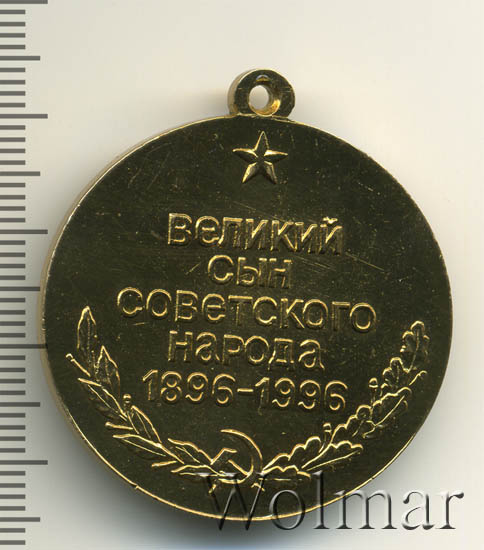 великий
сын
советского
народа
1896-1996
Wolmar